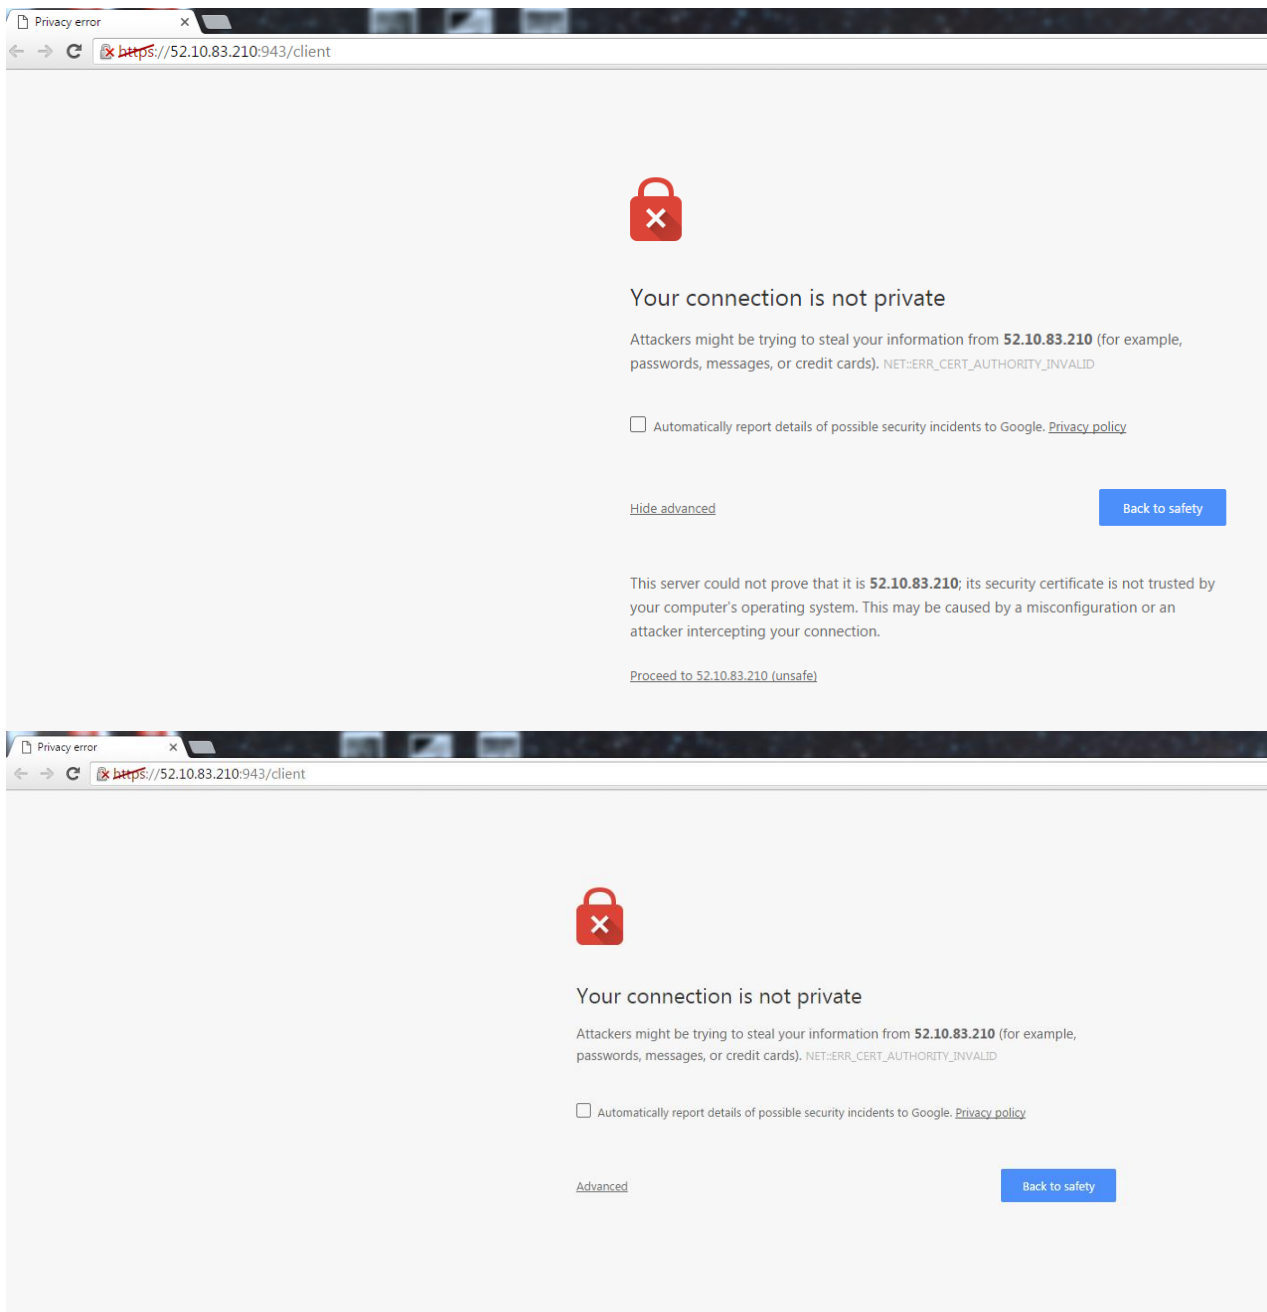 Privacy error
https://52.10.83.210:943/client
Your connection is not private
Attackers might be trying to steal your information from 52.10.83.210 (for example,
passwords, messages, or credit cards). NET::ERR_CERT_AUTHORITY_INVALID
Automatically report details of possible security incidents to Google. Privacy policy
Hide advanced
Back to safety
This server could not prove that it is 52.10.83.210; its security certificate is not trusted by
your computer's operating system. This may be caused by a misconfiguration or an
attacker intercepting your connection.
Proceed to 52.10.83.210 (unsafe)
Privacy error
https://52.10.83.210:943/client
Your connection is not private
Attackers might be trying to steal your information from 52.10.83.210 (for example,
passwords, messages, or credit cards). NET::ERR_CERT_AUTHORITY_INVALID
Automatically report details of possible security incidents to Google. Privacy policy
Advanced
Back to safety